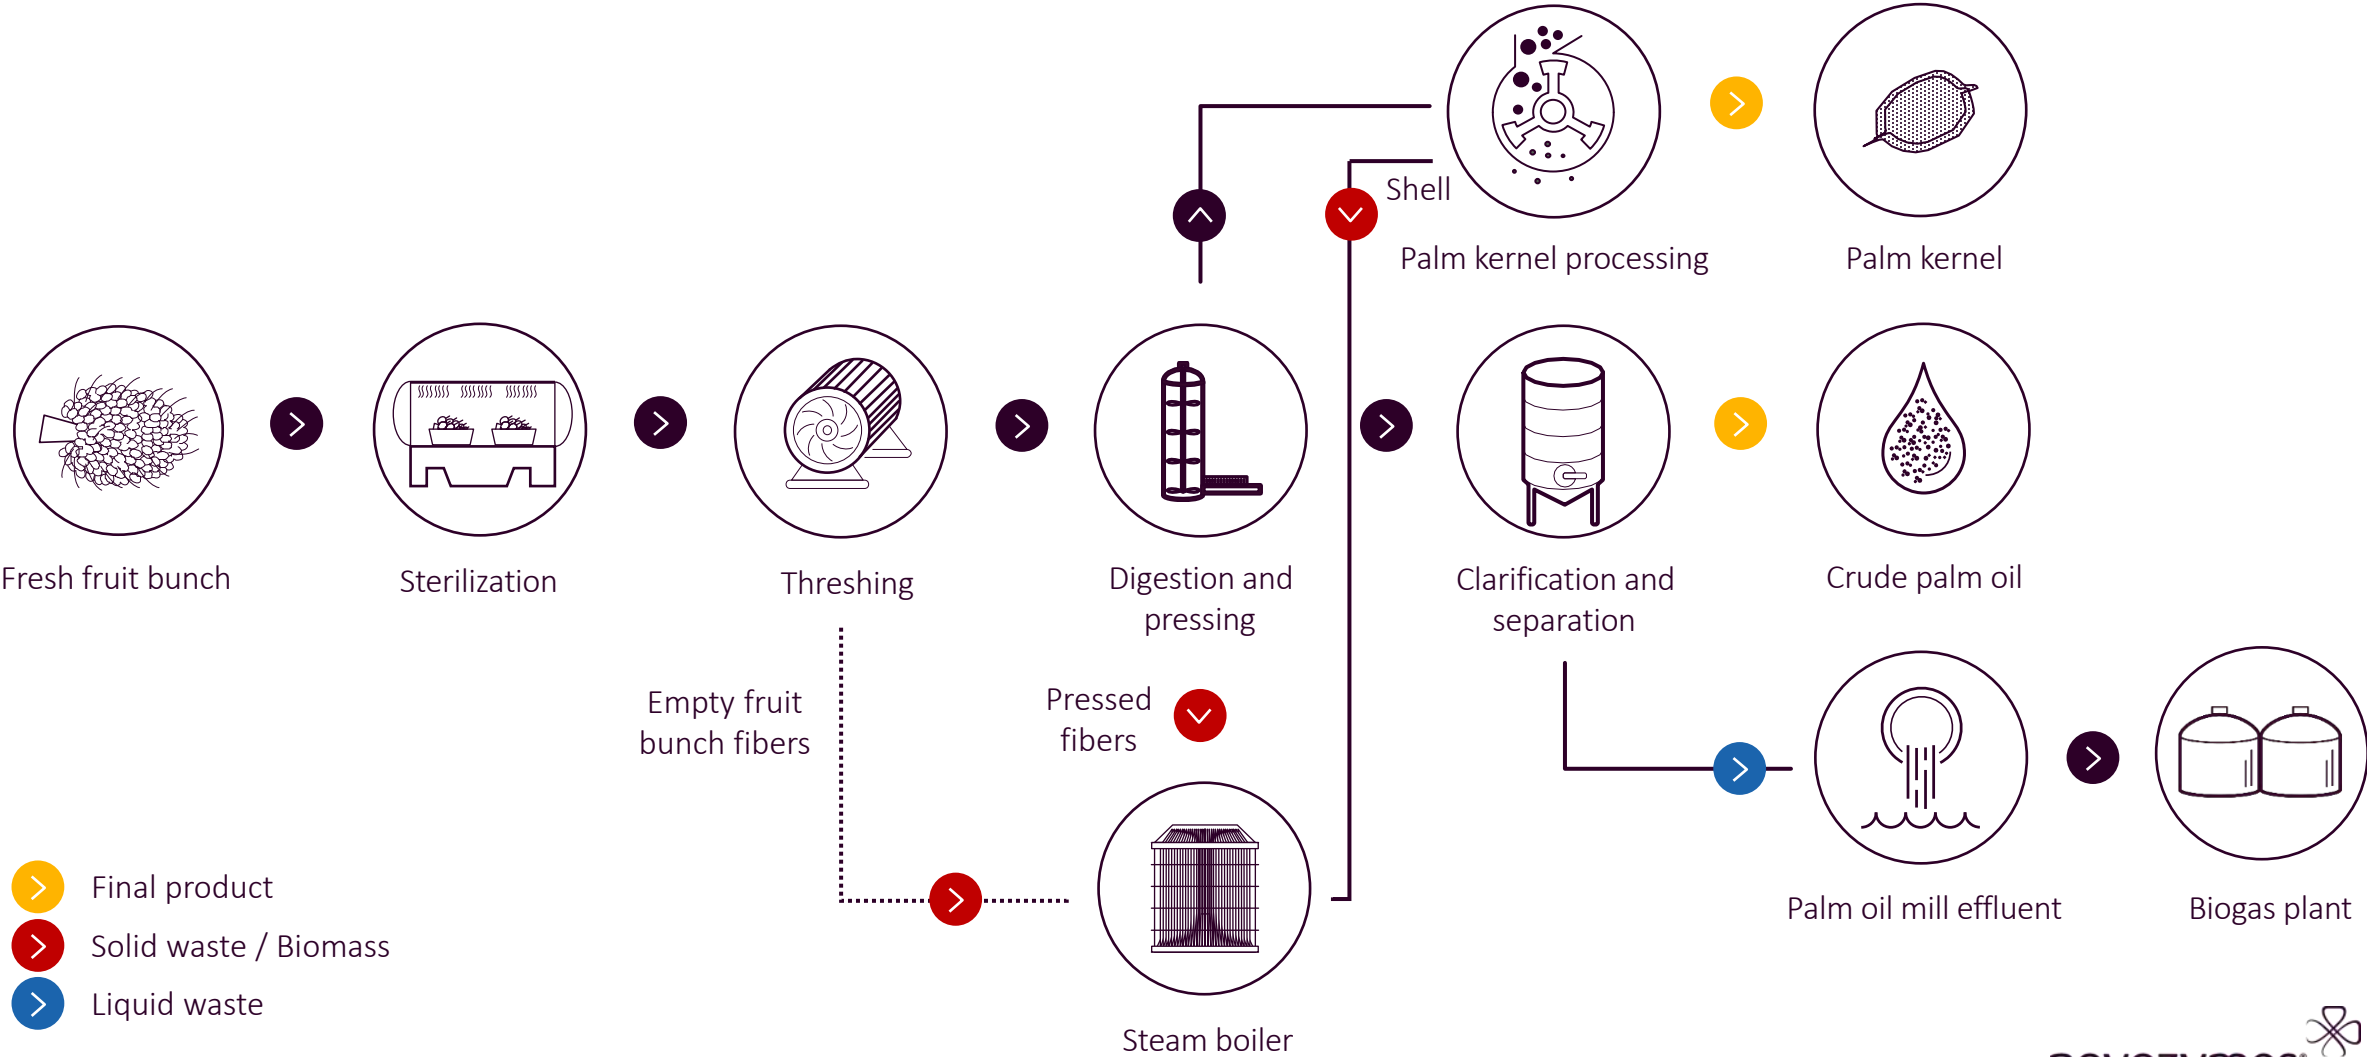 Shell
Palm kernel processing
Palm kernel
Fresh fruit bunch
Sterilization
Threshing
Digestion and
pressing
Clarification and
separation
Crude palm oil
Empty fruit
bunch fibers
Pressed
fibers
Palm oil mill effluent
Biogas plant
Steam boiler
Final product
Solid waste / Biomass
Liquid waste